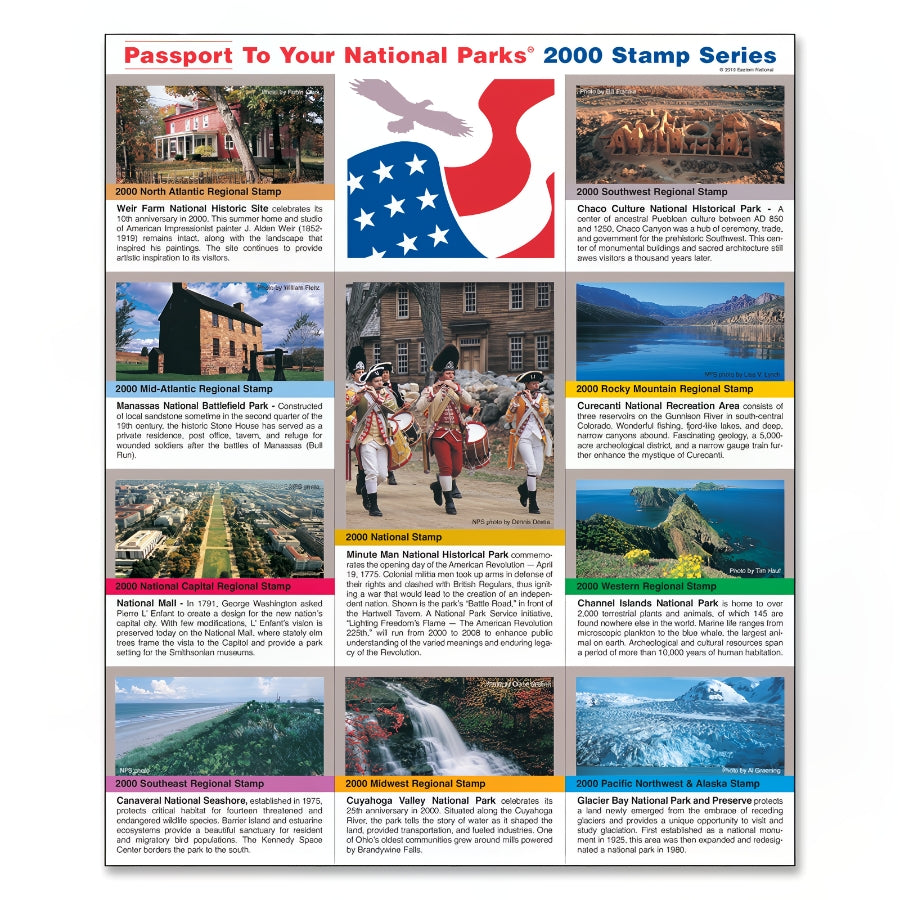 Passport To Your National Parks® 2000 Stamp Series
© 2010 Eastern National
2000 North Atlantic Regional Stamp
Weir Farm National Historic Site celebrates its
10th anniversary in 2000. This summer home and studio
of American Impressionist painter J. Alden Weir (1852-
1919) remains intact, along with the landscape that
inspired his paintings. The site continues to provide
artistic inspiration to its visitors.
2000 Southwest Regional Stamp
Chaco Culture National Historical Park - A
center of ancestral Puebloan culture between AD 850
and 1250, Chaco Canyon was a hub of ceremony, trade,
and government for the prehistoric Southwest. This cen-
ter of monumental buildings and sacred architecture still
awes visitors a thousand years later.
Photo by William Fleitz
2000 Mid-Atlantic Regional Stamp
Manassas National Battlefield Park - Constructed
of local sandstone sometime in the second quarter of the
19th century, the historic Stone House has served as a
private residence, post office, tavern, and refuge for
wounded soldiers after the battles of Manassas (Bull
Run).
NPS photo by Dennis
2000 National Stamp
Minute Man National Historical Park commemo-
rates the opening day of the American Revolution — April
19, 1775. Colonial militia men took up arms in defense of
their rights and clashed with British Regulars, thus ignit-
ing a war that would lead to the creation of an indepen-
dent nation. Shown is the park's “Battle Road,” in front of
the Hartwell Tavern. A National Park Service initiative,
“Lighting Freedom's Flame — The American Revolution
225th,” will run from 2000 to 2008 to enhance public
understanding of the varied meanings and enduring lega-
cy of the Revolution.
NPS photo by Lisa V. Lynch
2000 Rocky Mountain Regional Stamp
Curecanti National Recreation Area consists of
three reservoirs on the Gunnison River in south-central
Colorado. Wonderful fishing, fjord-like lakes, and deep,
narrow canyons abound. Fascinating geology, a 5,000-
acre archeological district, and a narrow gauge train fur-
ther enhance the mystique of Curecanti.
NPS photo
2000 National Capital Regional Stamp
National Mall - In 1791, George Washington asked
Pierre L' Enfant to create a design for the new nation's
capital city. With few modifications, L' Enfant's vision is
preserved today on the National Mall, where stately elm
trees frame the vista to the Capitol and provide a park
setting for the Smithsonian museums.
Photo by Tim Hauf
2000 Western Regional Stamp
Channel Islands National Park is home to over
2,000 terrestrial plants and animals, of which 145 are
found nowhere else in the world. Marine life ranges from
microscopic plankton to the blue whale, the largest ani-
mal on earth. Archeological and cultural resources span
a period of more than 10,000 years of human habitation.
NPS photo
2000 Southeast Regional Stamp
Canaveral National Seashore, established in 1975,
protects critical habitat for fourteen threatened and
endangered wildlife species. Barrier island and estuarine
ecosystems provide a beautiful sanctuary for resident
and migratory bird populations. The Kennedy Space
Center borders the park to the south.
2000 Midwest Regional Stamp
Cuyahoga Valley National Park celebrates its
25th anniversary in 2000. Situated along the Cuyahoga
River, the park tells the story of water as it shaped the
land, provided transportation, and fueled industries. One
of Ohio's oldest communities grew around mills powered
by Brandywine Falls.
Photo by Al Greening
2000 Pacific Northwest & Alaska Stamp
Glacier Bay National Park and Preserve protects
a land newly emerged from the embrace of receding
glaciers and provides a unique opportunity to visit and
study glaciation. First established as a national monu-
ment in 1925, this area was then expanded and redesig-
nated a national park in 1980.